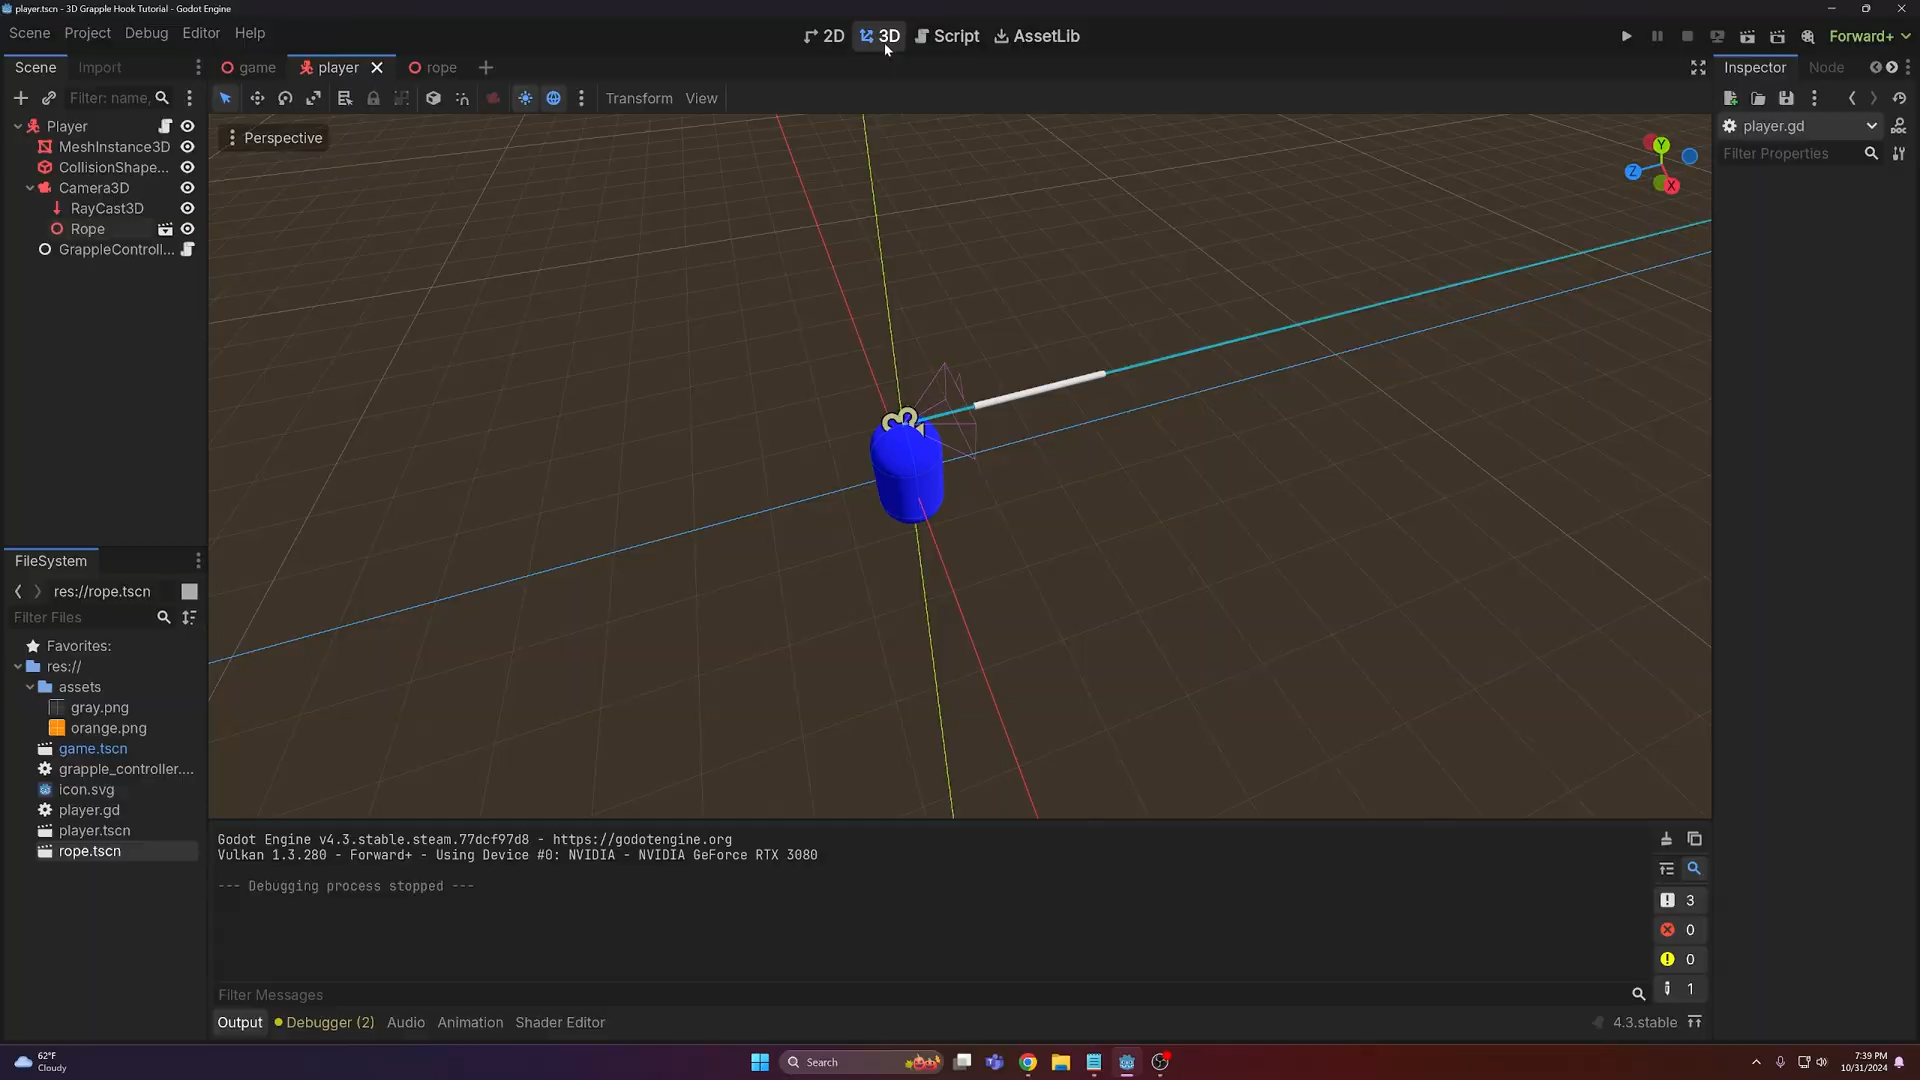 player.tscn - 3D Grapple Hook Tutorial - Godot Engine
Scene Project Debug Editor Help
2D 3D Script AssetLib
Forward+
Scene Import
game player rope
Inspector Node
Filter: name,
Transform View
Player
MeshInstance3D
CollisionShape...
Camera3D
RayCast3D
Rope
GrappleControll...
Perspective
Y
Z
X
player.gd
Filter Properties
FileSystem
res://rope.tscn
Filter Files
Favorites:
res://
assets
gray.png
orange.png
game.tscn
grapple_controller....
icon.svg
player.gd
player.tscn
rope.tscn
Godot Engine v4.3.stable.steam.77dcf97d8 - https://godotengine.org
Vulkan 1.3.280 - Forward+ - Using Device #0: NVIDIA - NVIDIA GeForce RTX 3080
--- Debugging process stopped ---
3
0
0
1
Filter Messages
Output Debugger (2) Audio Animation Shader Editor
4.3.stable
62°F
Cloudy
Search
7:39 PM
10/31/2024